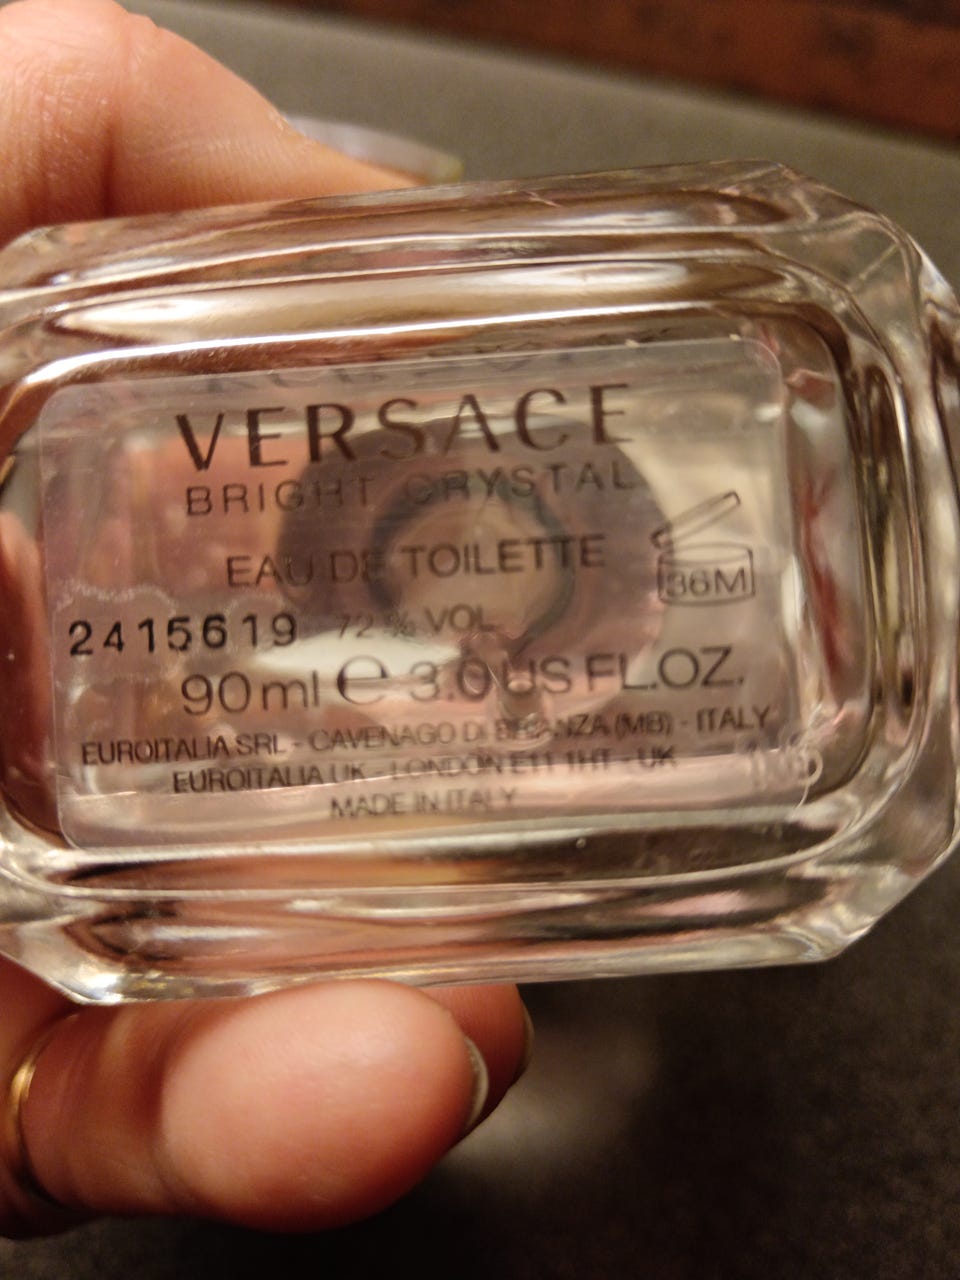 VERSACE
BRIGHT CRYSTAL
EAU DE TOILETTE
36M
2415619 72 % VOL.
90 ml ℮ 3.0 US FL.OZ.
EUROITALIA SRL - CAVENAGO DI BRIANZA (MB) - ITALY
EUROITALIA UK - LONDON E11 1HT - UK
MADE IN ITALY